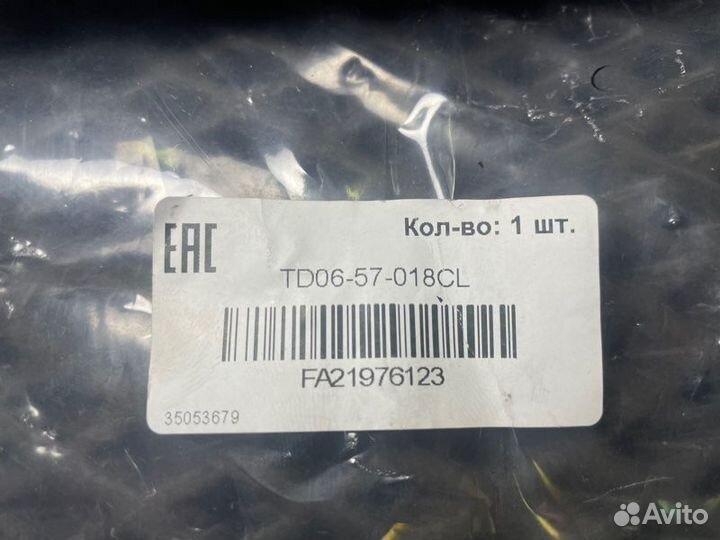 EAC
Кол-во: 1 шт.
TD06-57-018CL
FA21976123
35053679
Avito